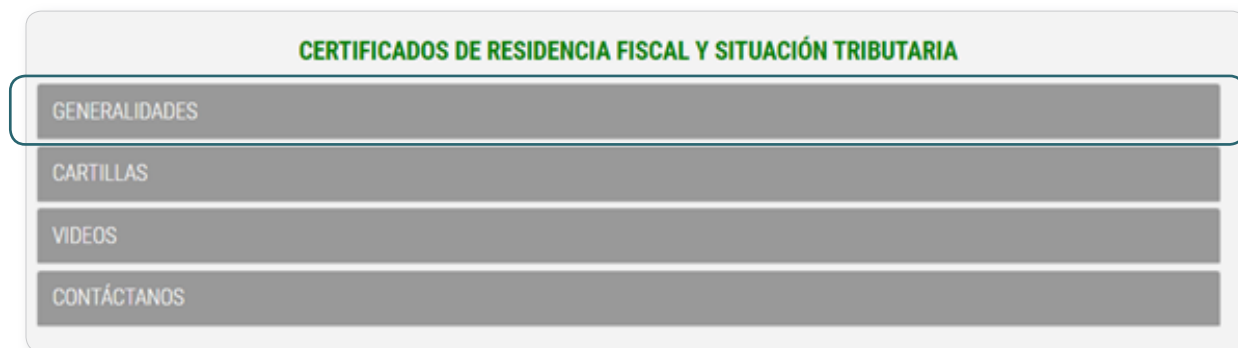 CERTIFICADOS DE RESIDENCIA FISCAL Y SITUACIÓN TRIBUTARIA
GENERALIDADES
CARTILLAS
VIDEOS
CONTÁCTANOS